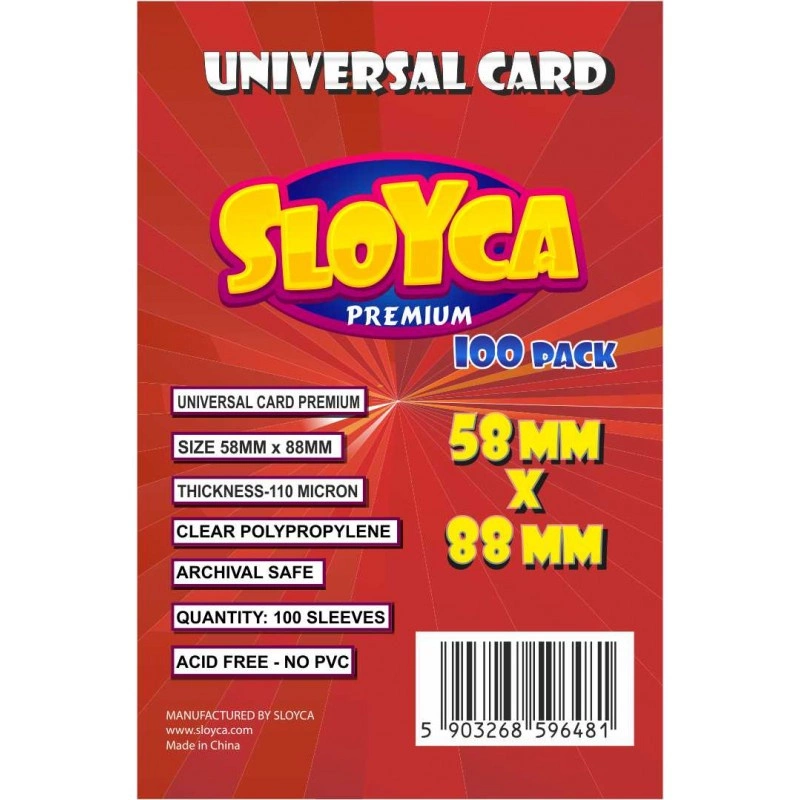 UNIVERSAL CARD
SLOYCA
PREMIUM
100 PACK
UNIVERSAL CARD PREMIUM
SIZE 58MM x 88MM
THICKNESS-110 MICRON
CLEAR POLYPROPYLENE
ARCHIVAL SAFE
QUANTITY: 100 SLEEVES
ACID FREE - NO PVC
58 MM
X
88 MM
MANUFACTURED BY SLOYCA
www.sloyca.com
Made in China
5 903268 596481